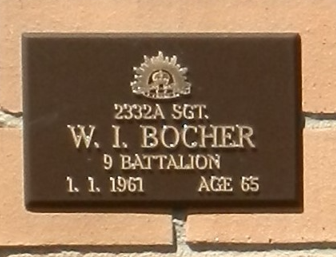 2332A SGT.
W. I. BOCHER
9 BATTALION
1. 1. 1961 AGE 65